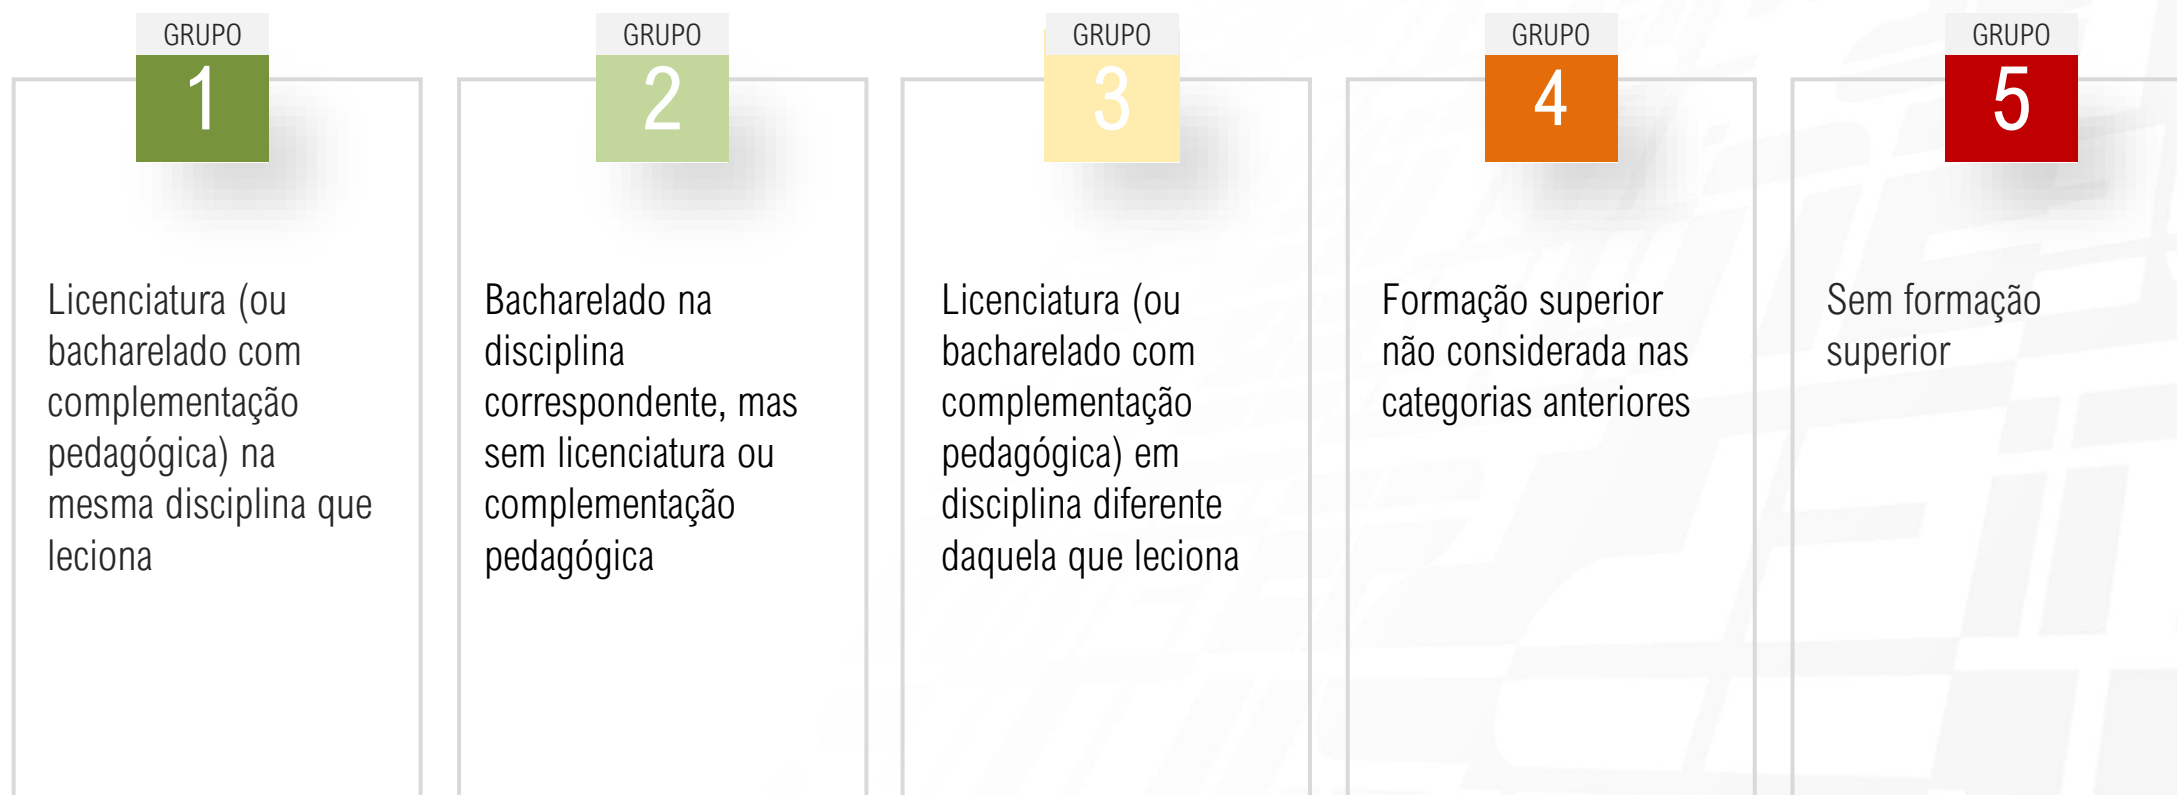 GRUPO
1
Licenciatura (ou
bacharelado com
complementação
pedagógica) na
mesma disciplina que
leciona
GRUPO
2
Bacharelado na
disciplina
correspondente, mas
sem licenciatura ou
complementação
pedagógica
GRUPO
3
Licenciatura (ou
bacharelado com
complementação
pedagógica) em
disciplina diferente
daquela que leciona
GRUPO
4
Formação superior
não considerada nas
categorias anteriores
GRUPO
5
Sem formação
superior